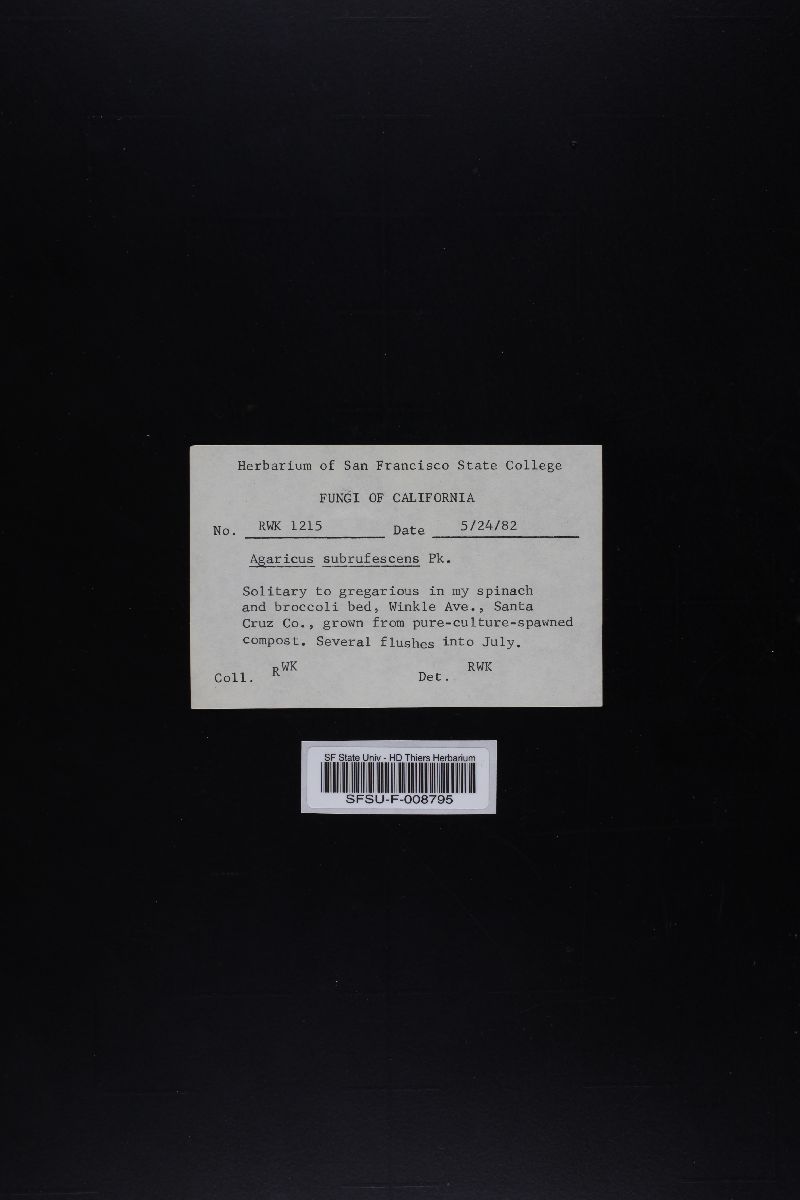 Herbarium of San Francisco State College
FUNGI OF CALIFORNIA
No. RWK 1215 Date 5/24/82
Agaricus subrufescens Pk.
Solitary to gregarious in my spinach
and broccoli bed, Winkle Ave., Santa
Cruz Co., grown from pure-culture-spawned
compost. Several flushes into July.
Coll. RWK Det. RWK
SF State Univ - HD Thiers Herbarium
SFSU-F-008795